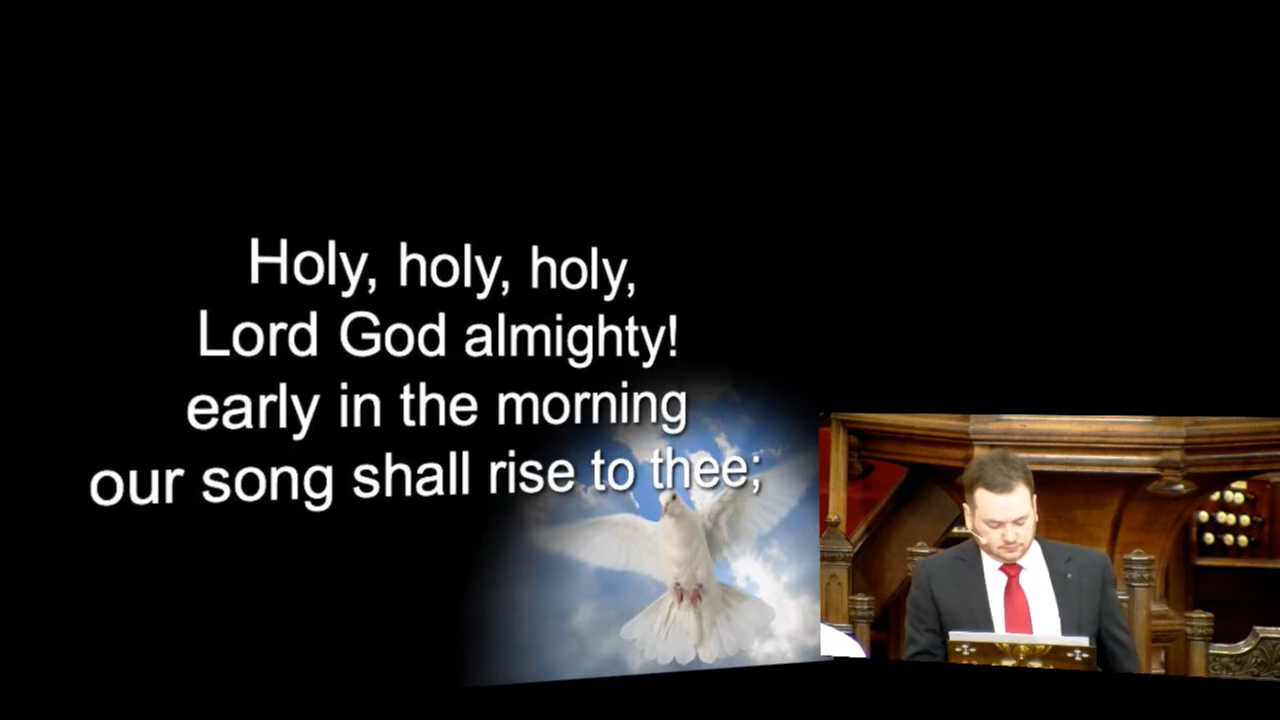 Holy, holy, holy,
Lord God almighty!
early in the morning
our song shall rise to thee;